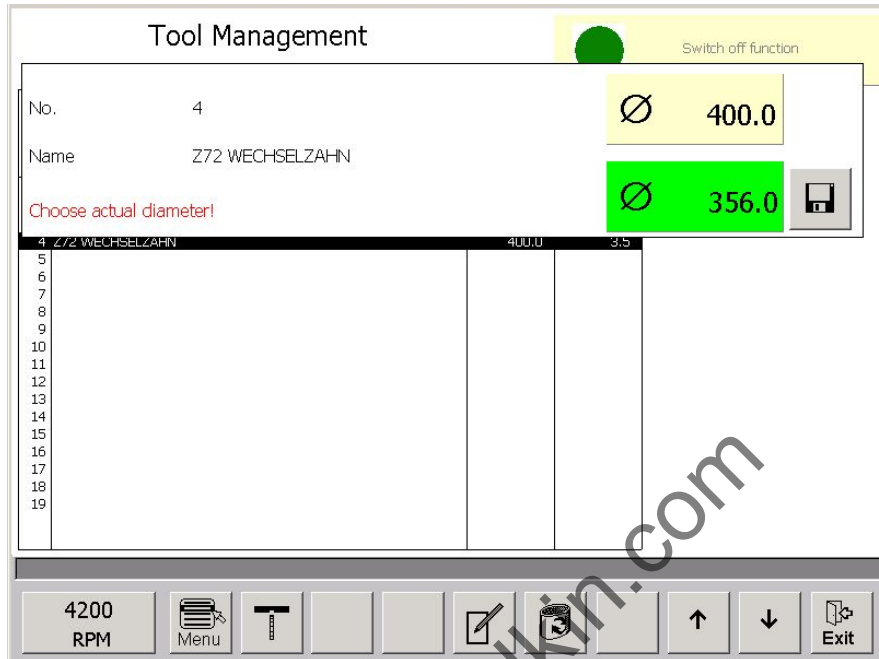 Tool Management
Switch off function
No. 4
Ø 400.0
Name Z72 WECHSELZAHN
Choose actual diameter!
Ø 356.0
4 Z72 WECHSELZAHN 400.0 3.5
5
6
7
8
9
10
11
12
13
14
15
16
17
18
19
4200
RPM
Menu
Exit